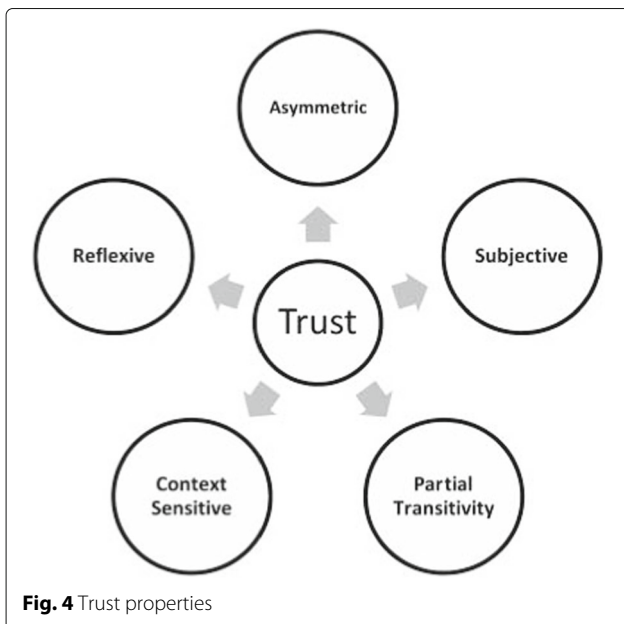 Asymmetric
Reflexive
Subjective
Trust
Context
Sensitive
Partial
Transitivity
Fig. 4 Trust properties